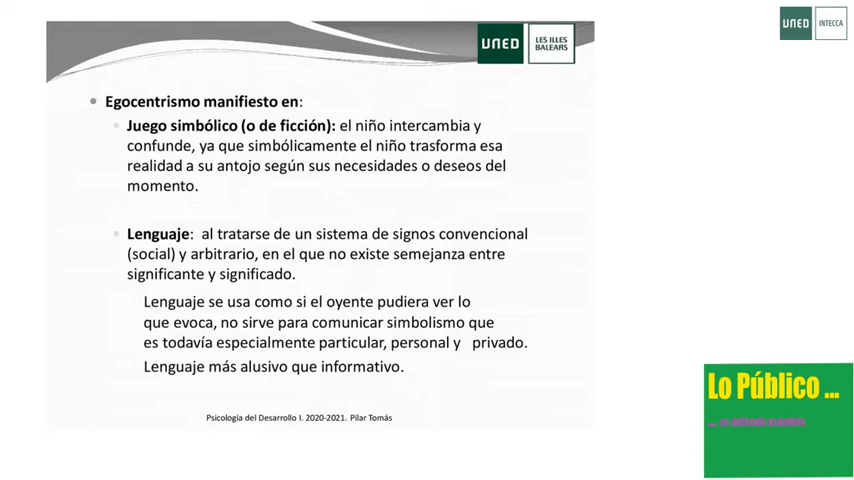 UNED
LES ILLES
BALEARS
UNED
INTECCA
Egocentrismo manifiesto en:
Juego simbólico (o de ficción): el niño intercambia y
confunde, ya que simbólicamente el niño trasforma esa
realidad a su antojo según sus necesidades o deseos del
momento.
Lenguaje: al tratarse de un sistema de signos convencional
(social) y arbitrario, en el que no existe semejanza entre
significante y significado.
Lenguaje se usa como si el oyente pudiera ver lo
que evoca, no sirve para comunicar simbolismo que
es todavía especialmente particular, personal y privado.
Lenguaje más alusivo que informativo.
Psicología del Desarrollo I. 2020-2021. Pilar Tomás
Lo Público ...